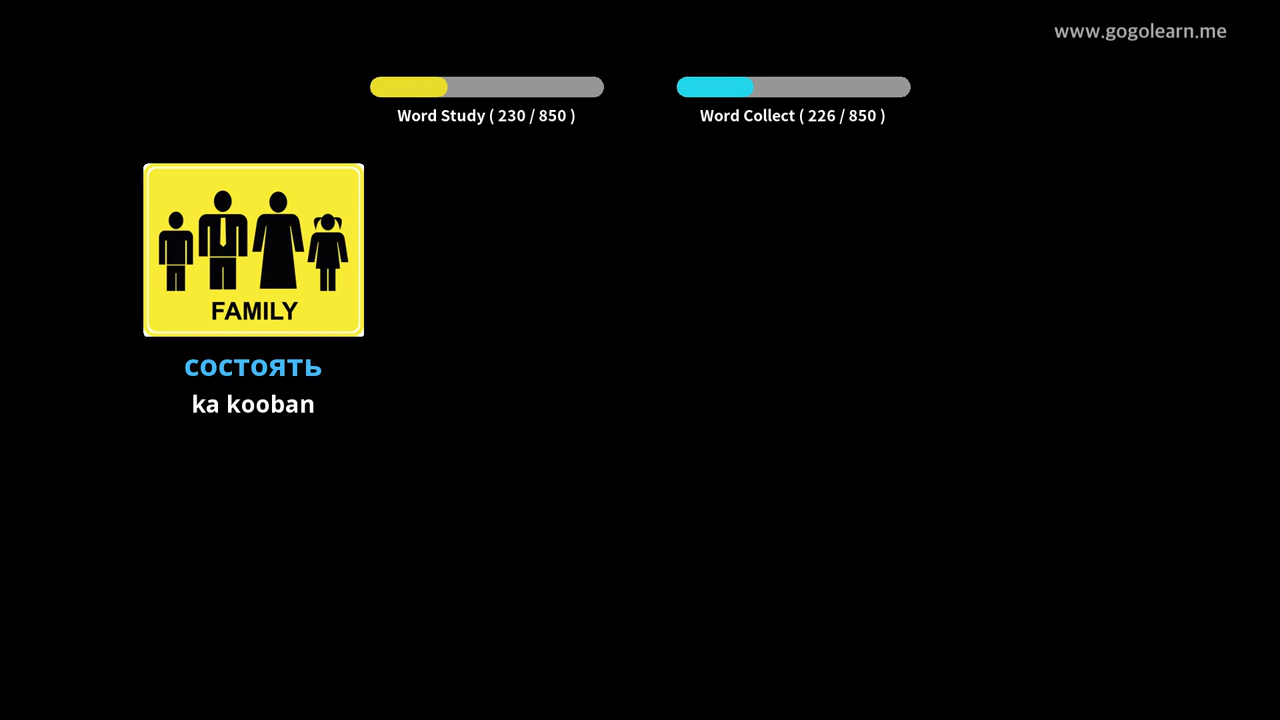 www.gogolearn.me
Word Study ( 230 / 850 )
Word Collect ( 226 / 850 )
FAMILY
состоять
ka kooban